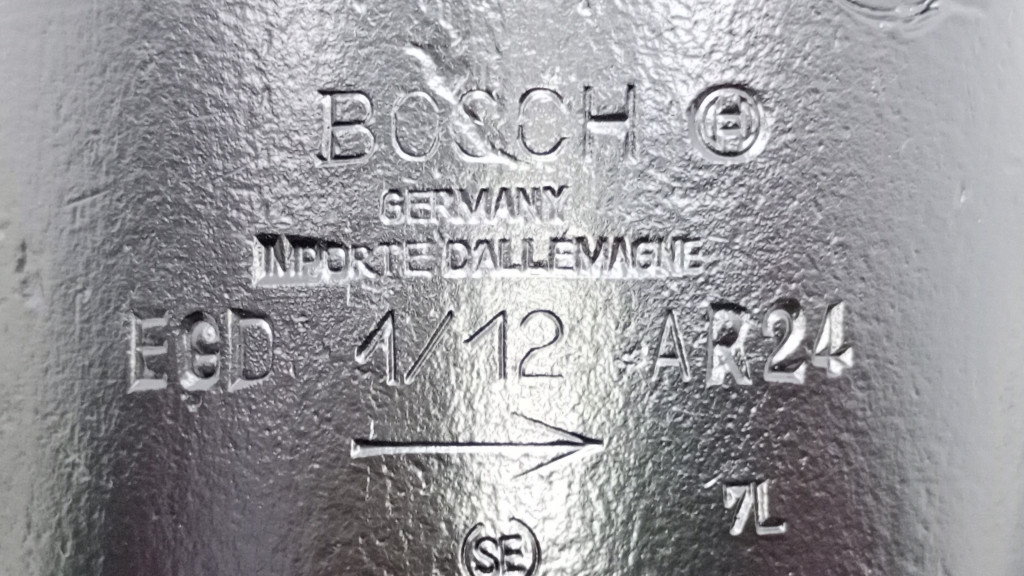 BOSCH
GERMANY
IMPORTE D'ALLEMAGNE
EGD 1/12 AR24
7L
(SE)